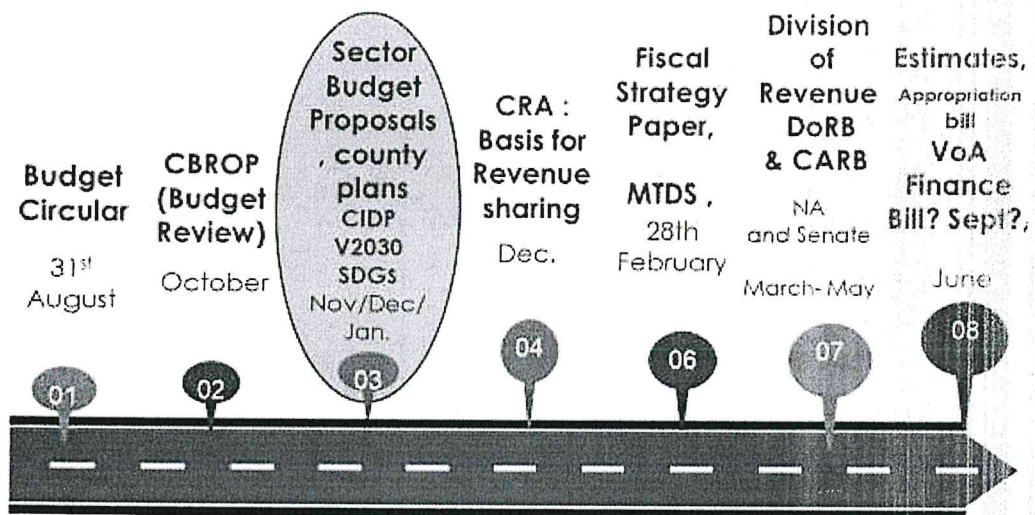 Budget
Circular
31st
August
01
CBROP
(Budget
Review)
October
02
Sector
Budget
Proposals
, county
plans
CIDP
V2030
SDGs
Nov/Dec/
Jan.
03
CRA :
Basis for
Revenue
sharing
Dec.
04
Fiscal
Strategy
Paper,
MTDS ,
28th
February
06
Division
of
Revenue
DoRB
& CARB
NA
and Senate
March- May
07
Estimates,
Appropriation
bill
VoA
Finance
Bill? Sept?,
June
08